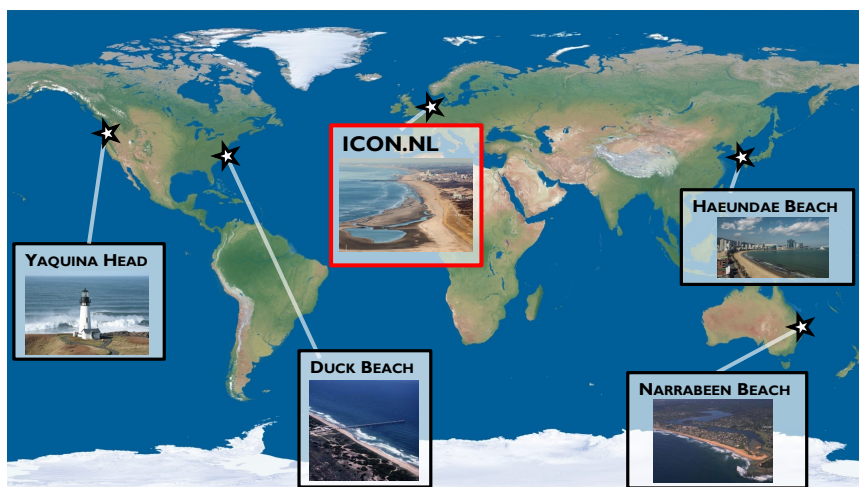 ICON.NL
HAEUNDAE BEACH
YAQUINA HEAD
DUCK BEACH
NARRABEEN BEACH